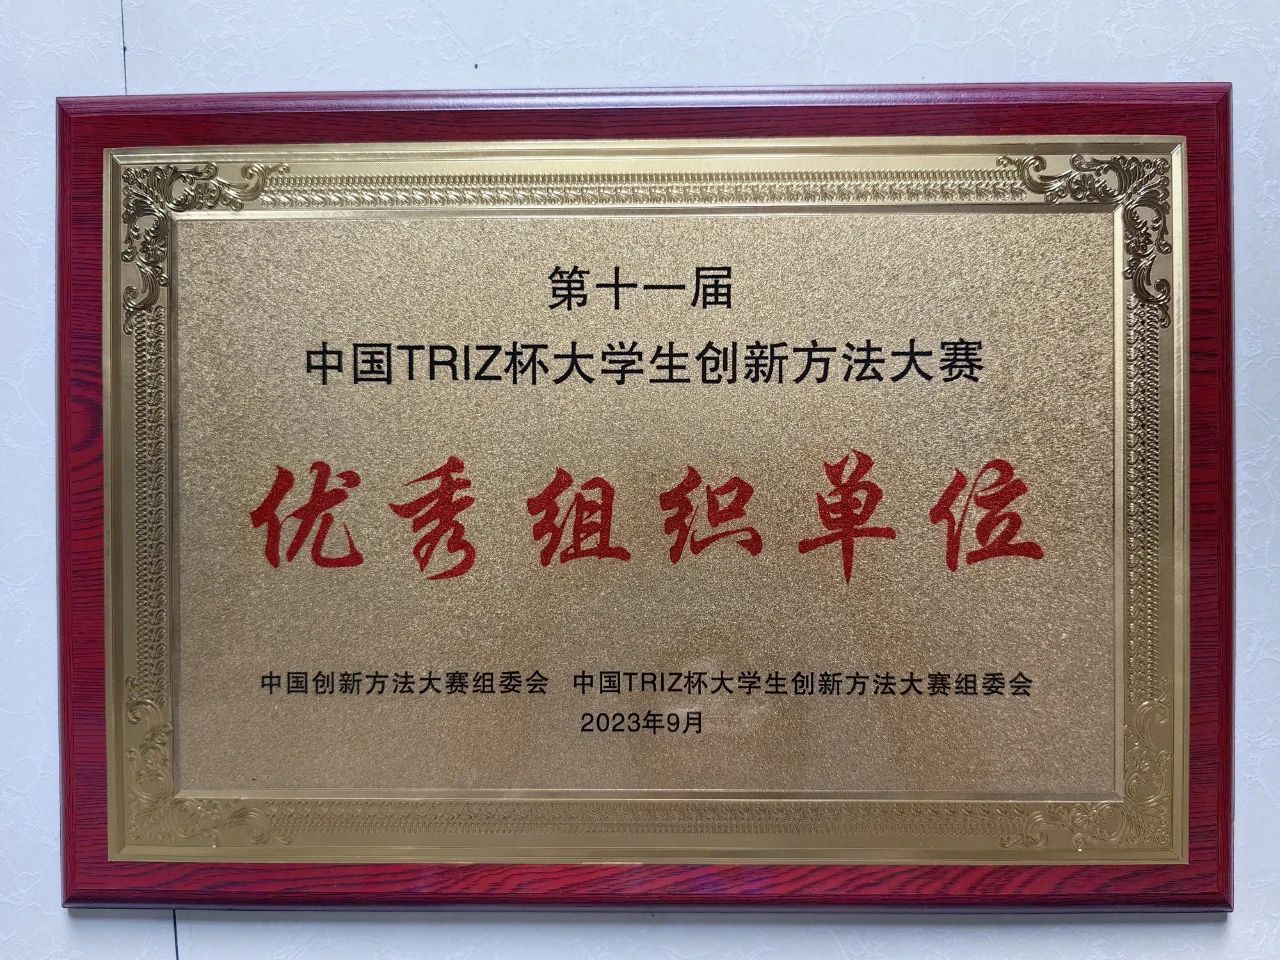 第十一届
中国TRIZ杯大学生创新方法大赛
优秀组织单位
中国创新方法大赛组委会 中国TRIZ杯大学生创新方法大赛组委会
2023年9月